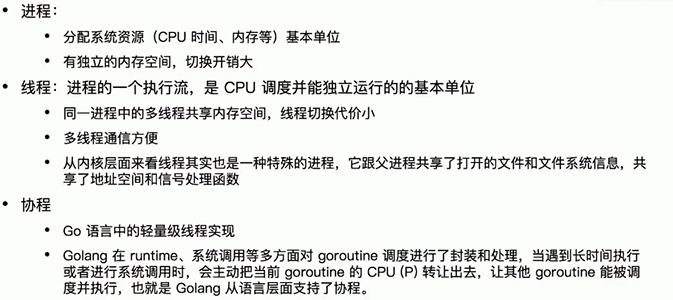 • 进程：
• 分配系统资源（CPU 时间、内存等）基本单位
• 有独立的内存空间，切换开销大
• 线程：进程的一个执行流，是 CPU 调度并能独立运行的的基本单位
• 同一进程中的多线程共享内存空间，线程切换代价小
• 多线程通信方便
• 从内核层面来看线程其实也是一种特殊的进程，它跟父进程共享了打开的文件和文件系统信息，共
享了地址空间和信号处理函数
• 协程
• Go 语言中的轻量级线程实现
• Golang 在 runtime、系统调用等多方面对 goroutine 调度进行了封装和处理，当遇到长时间执行
或者进行系统调用时，会主动把当前 goroutine 的 CPU (P) 转让出去，让其他 goroutine 能被调
度并执行，也就是 Golang 从语言层面支持了协程。